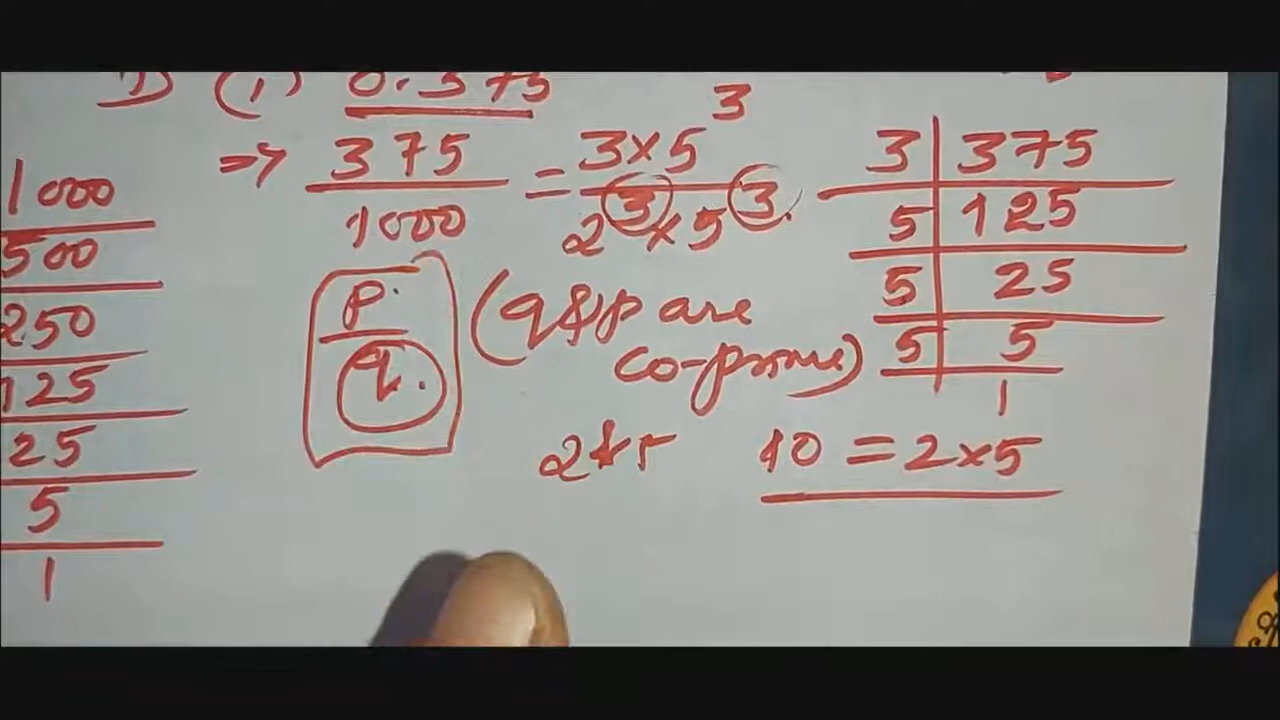 1) (i) 0.375
⇒ 375/1000 = 3×5³/2³×5³.
p./q. (q & p are
co-prime)
2 & 5 10 = 2×5
3 | 375
5 | 125
5 | 25
5 | 5
1
1000
500
250
125
25
5
1